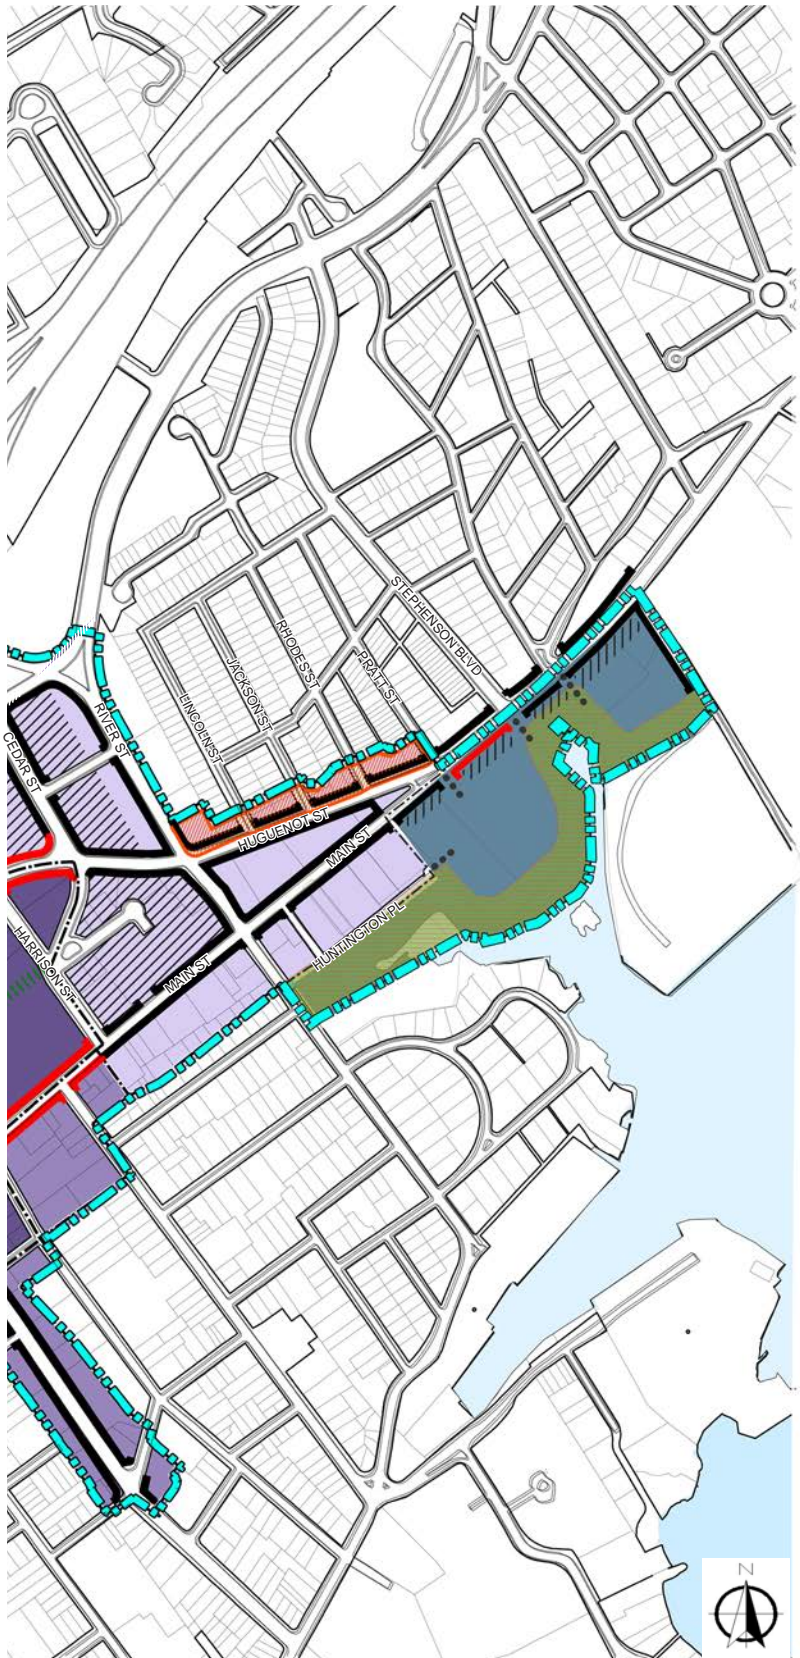 STEPHENSON BLVD
RHODES ST
PRATT ST
JACKSON ST
LINCOLN ST
RIVER ST
CEDAR ST
HUGUENOT ST
MAIN ST
HUNTINGTON PL
HARRISON ST
MAIN ST
N